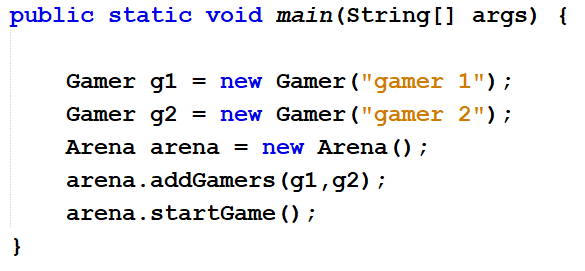 public static void main(String[] args) {
Gamer g1 = new Gamer("gamer 1");
Gamer g2 = new Gamer("gamer 2");
Arena arena = new Arena();
arena.addGamers(g1,g2);
arena.startGame();
}